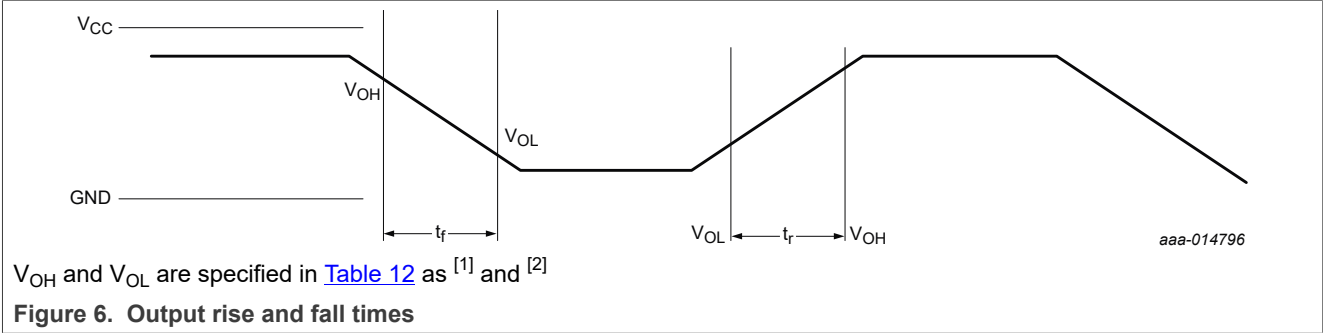 VCC
VOH
VOL
GND
tf
VOL
tr
VOH
aaa-014796
VOH and VOL are specified in Table 12 as [1] and [2]
Figure 6. Output rise and fall times